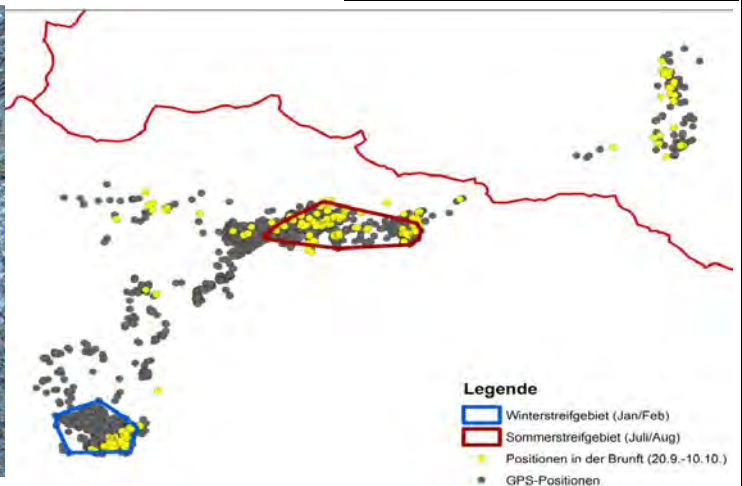 Legende
Winterstreifgebiet (Jan/Feb)
Sommerstreifgebiet (Juli/Aug)
Positionen in der Brunft (20.9.-10.10.)
GPS-Positionen